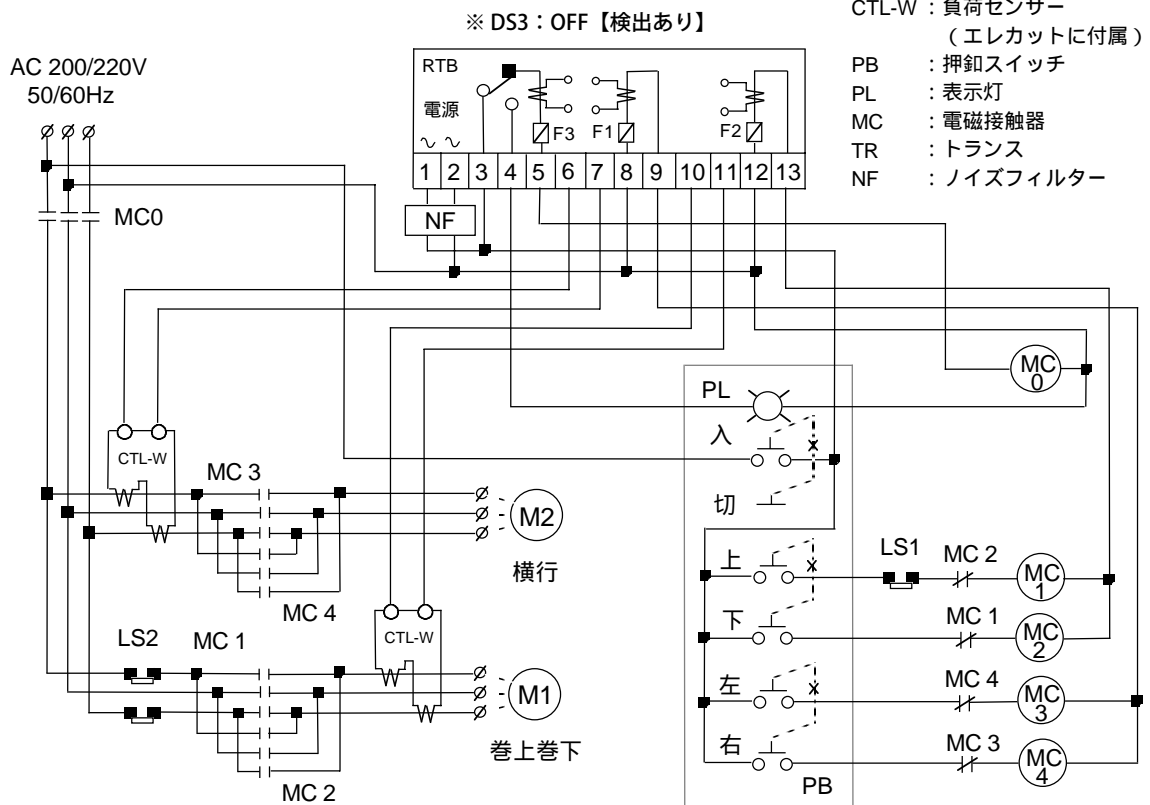 ※ DS3：OFF【検出あり】
CTL-W ：負荷センサー
（エレカットに付属）
PB ：押釦スイッチ
PL ：表示灯
MC ：電磁接触器
TR ：トランス
NF ：ノイズフィルター
AC 200/220V
50/60Hz
RTB
電源
F3
F1
F2
1 2 3 4 5 6 7 8 9 10 11 12 13
MC0
NF
MC
0
PL
入
切
CTL-W
MC 3
M2
横行
MC 4
CTL-W
LS2
MC 1
M1
巻上巻下
MC 2
上
LS1
MC 2
MC
1
下
MC 1
MC
2
左
MC 4
MC
3
右
MC 3
MC
4
PB